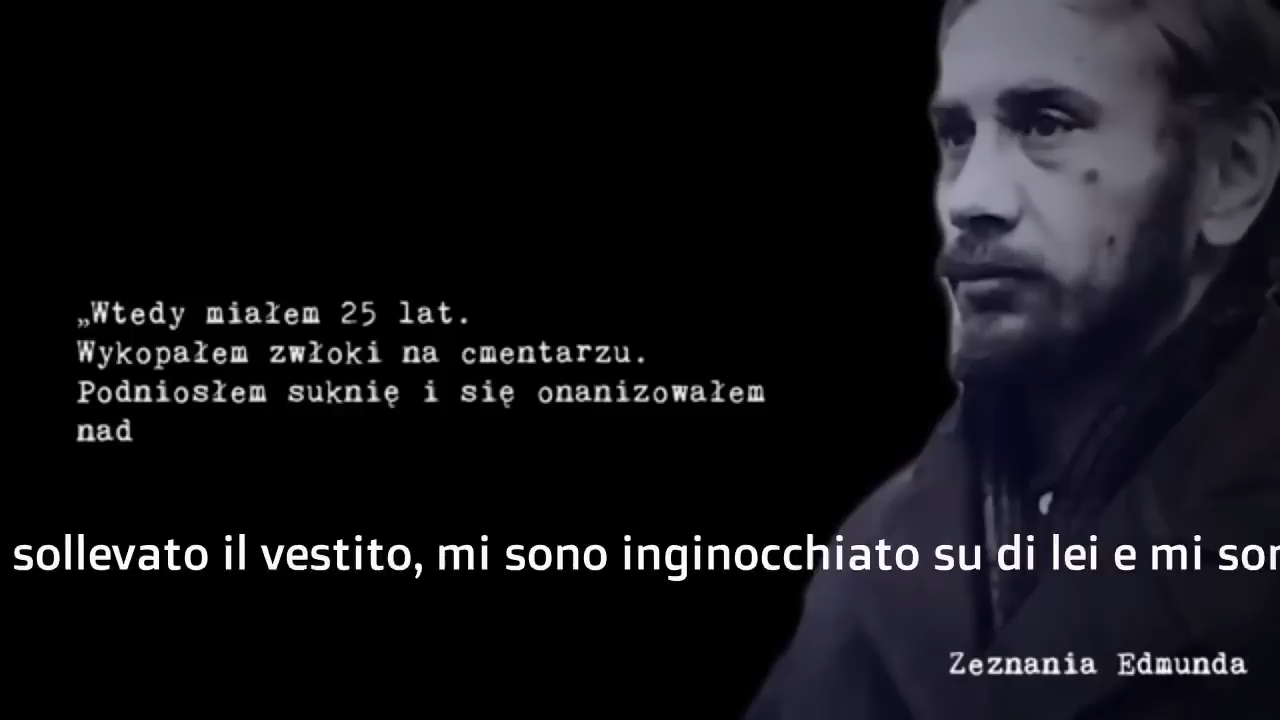 „Wtedy miałem 25 lat.
Wykopałem zwłoki na cmentarzu.
Podniosłem suknię i się onanizowałem
nad
sollevato il vestito, mi sono inginocchiato su di lei e mi
Zeznania Edmunda